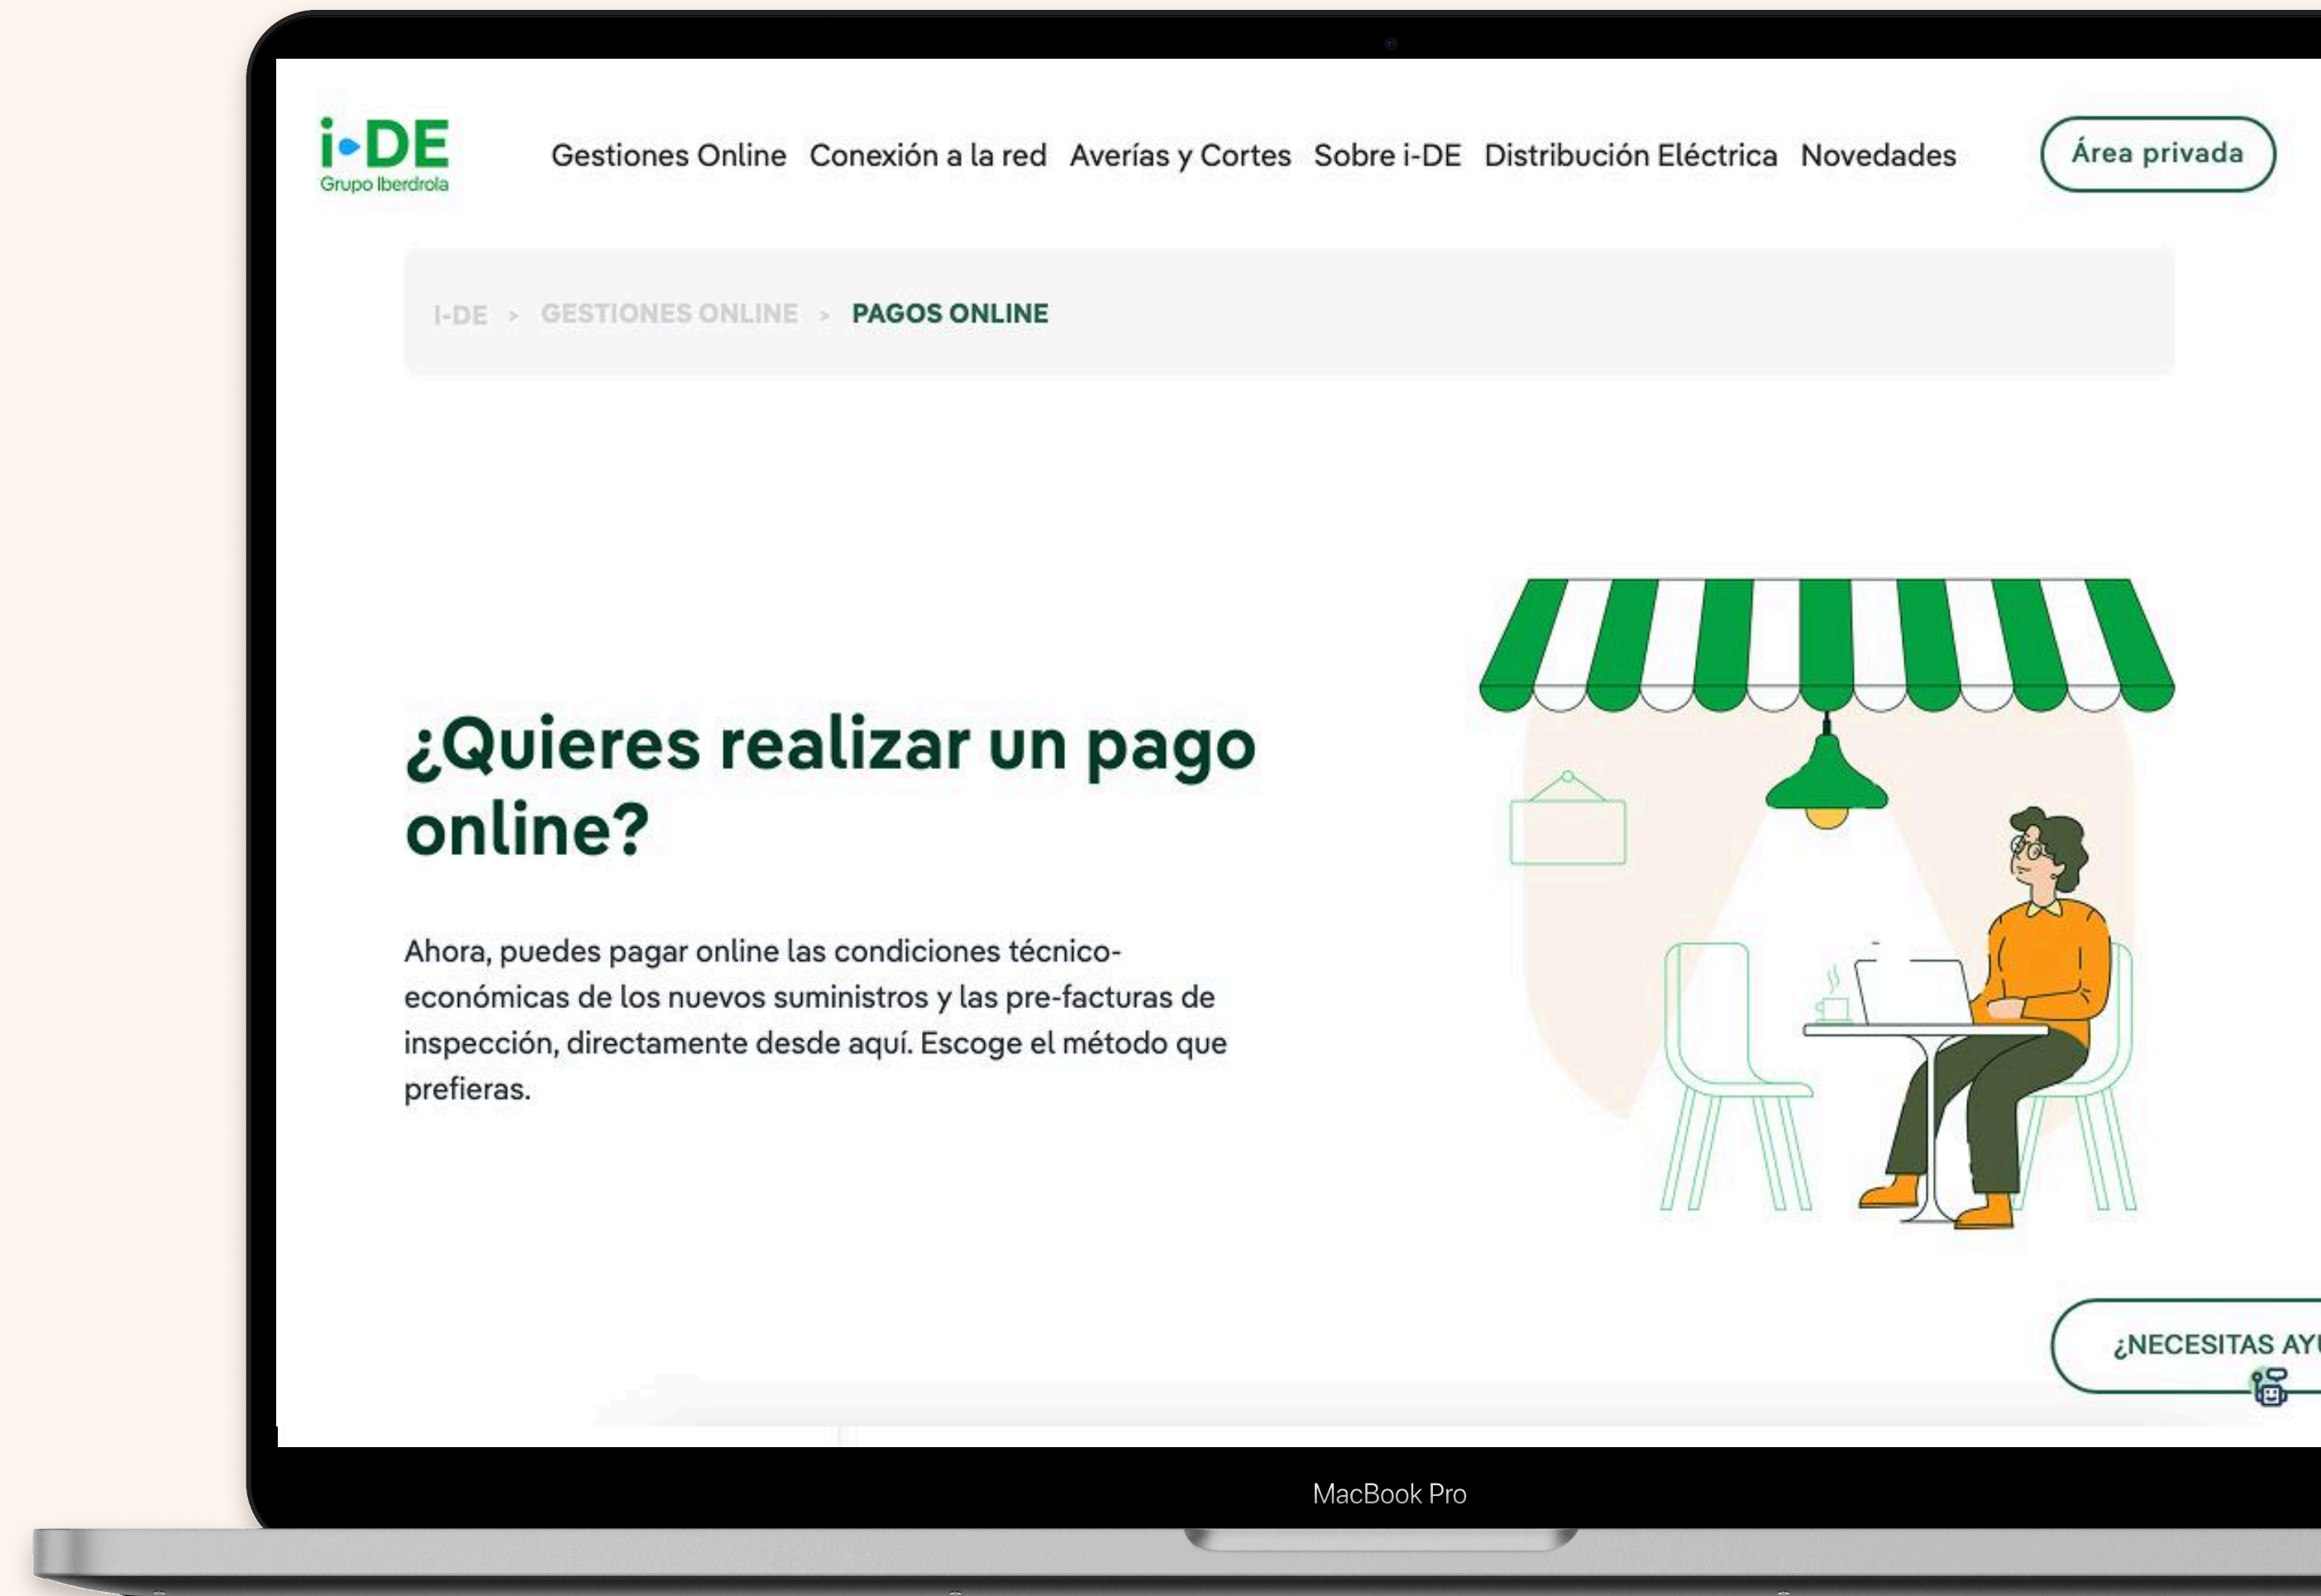 i-DE
Grupo Iberdrola
Gestiones Online Conexión a la red Averías y Cortes Sobre i-DE Distribución Eléctrica Novedades
Área privada
I-DE > GESTIONES ONLINE > PAGOS ONLINE
¿Quieres realizar un pago
online?
Ahora, puedes pagar online las condiciones técnico-
económicas de los nuevos suministros y las pre-facturas de
inspección, directamente desde aquí. Escoge el método que
prefieras.
¿NECESITAS
MacBook Pro